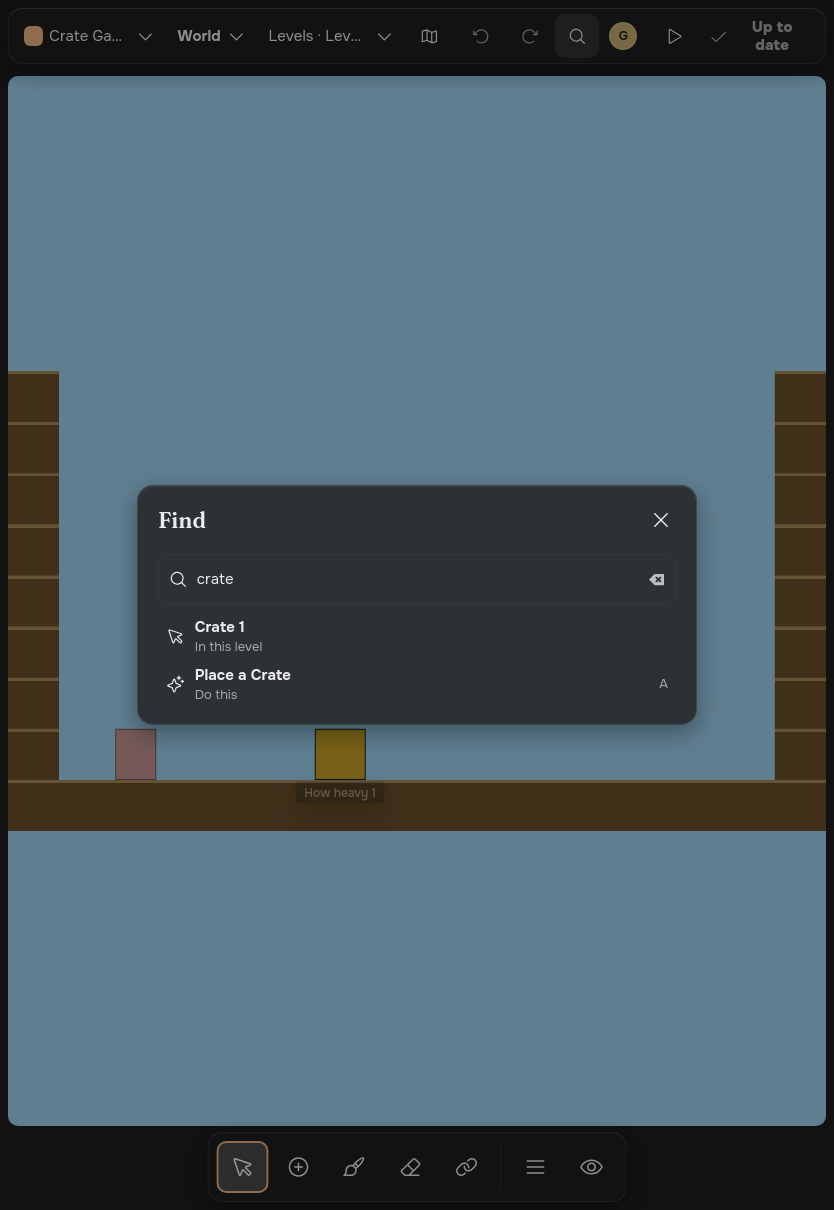 Crate Ga...
World
Levels · Lev...
G
Up to
date
Find
crate
Crate 1
In this level
Place a Crate
Do this
A
How heavy 1